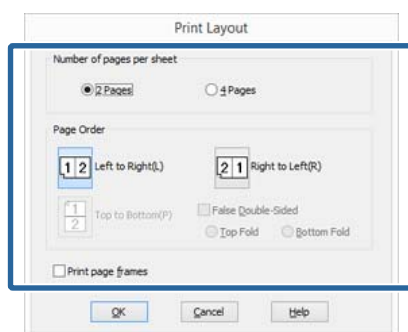 Print Layout
Number of pages per sheet
2 Pages 4 Pages
Page Order
1 2 Left to Right(L) 2 1 Right to Left(R)
1
2 Top to Bottom(P) False Double-Sided
Top Fold Bottom Fold
Print page frames
OK Cancel Help